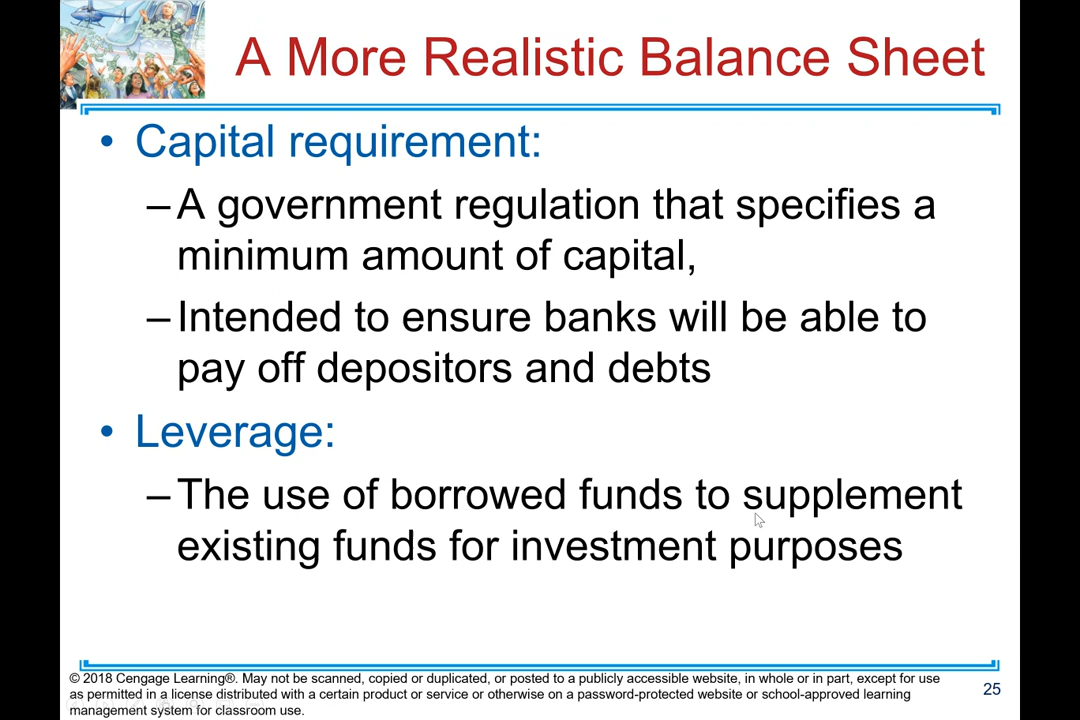 A More Realistic Balance Sheet
• Capital requirement:
– A government regulation that specifies a
minimum amount of capital,
– Intended to ensure banks will be able to
pay off depositors and debts
• Leverage:
– The use of borrowed funds to supplement
existing funds for investment purposes
© 2018 Cengage Learning®. May not be scanned, copied or duplicated, or posted to a publicly accessible website, in whole or in part, except for use
as permitted in a license distributed with a certain product or service or otherwise on a password-protected website or school-approved learning
management system for classroom use.
25